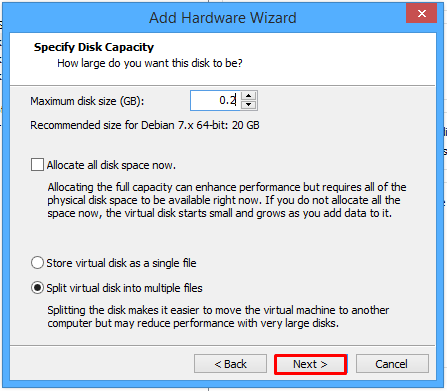 Add Hardware Wizard
Specify Disk Capacity
How large do you want this disk to be?
Maximum disk size (GB):
0.2
Recommended size for Debian 7.x 64-bit: 20 GB
Allocate all disk space now.
Allocating the full capacity can enhance performance but requires all of the
physical disk space to be available right now. If you do not allocate all the
space now, the virtual disk starts small and grows as you add data to it.
Store virtual disk as a single file
Split virtual disk into multiple files
Splitting the disk makes it easier to move the virtual machine to another
computer but may reduce performance with very large disks.
< Back
Next >
Cancel